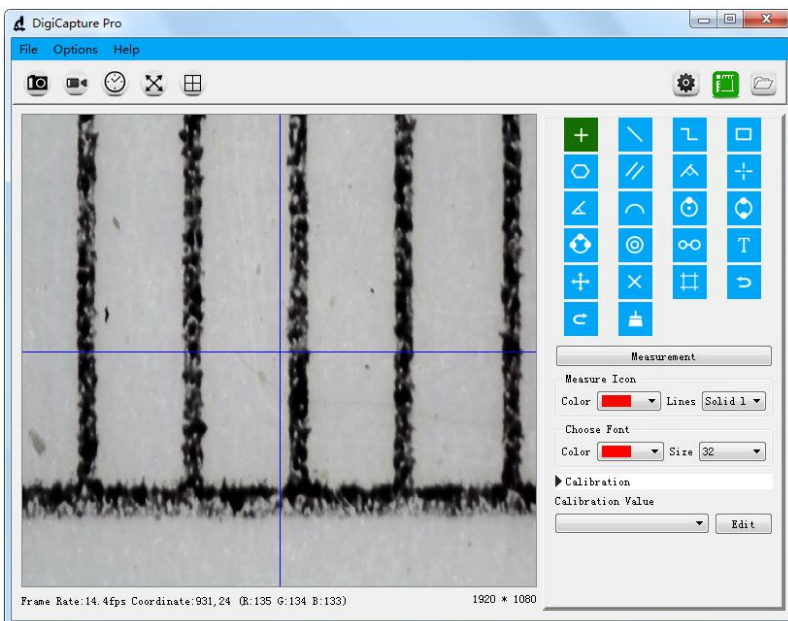 DigiCapture Pro
File Options Help
T
Measurement
Measure Icon
Color Lines Solid l
Choose Font
Color Size 32
Calibration
Calibration Value
Edit
Frame Rate:14.4fps Coordinate:931,24 (R:135 G:134 B:133) 1920 * 1080